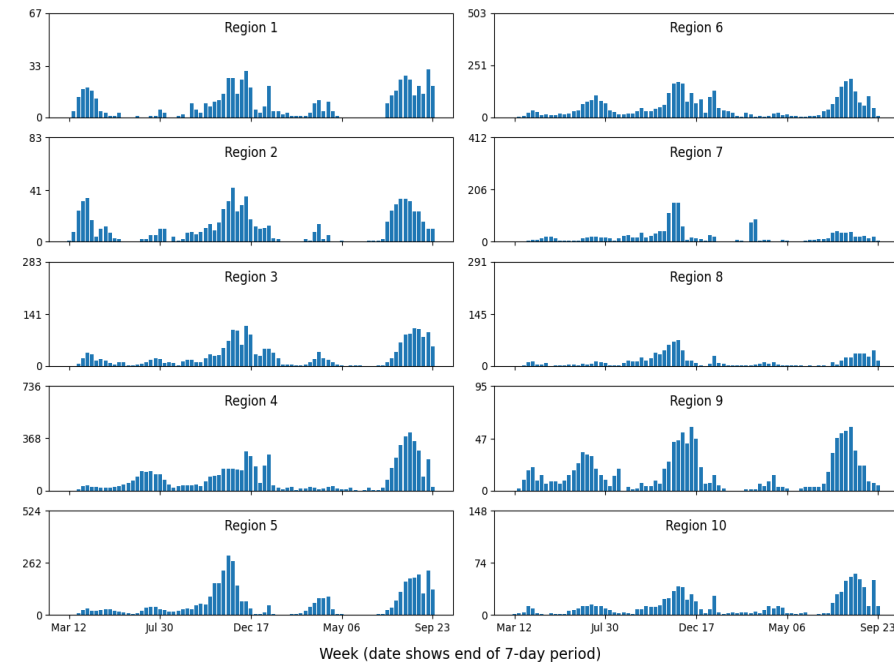 67
33
0
Region 1
503
251
0
Region 6
83
41
0
Region 2
412
206
0
Region 7
283
141
0
Region 3
291
145
0
Region 8
736
368
0
Region 4
95
47
0
Region 9
524
262
0
Region 5
148
74
0
Region 10
Mar 12 Jul 30 Dec 17 May 06 Sep 23
Mar 12 Jul 30 Dec 17 May 06 Sep 23
Week (date shows end of 7-day period)